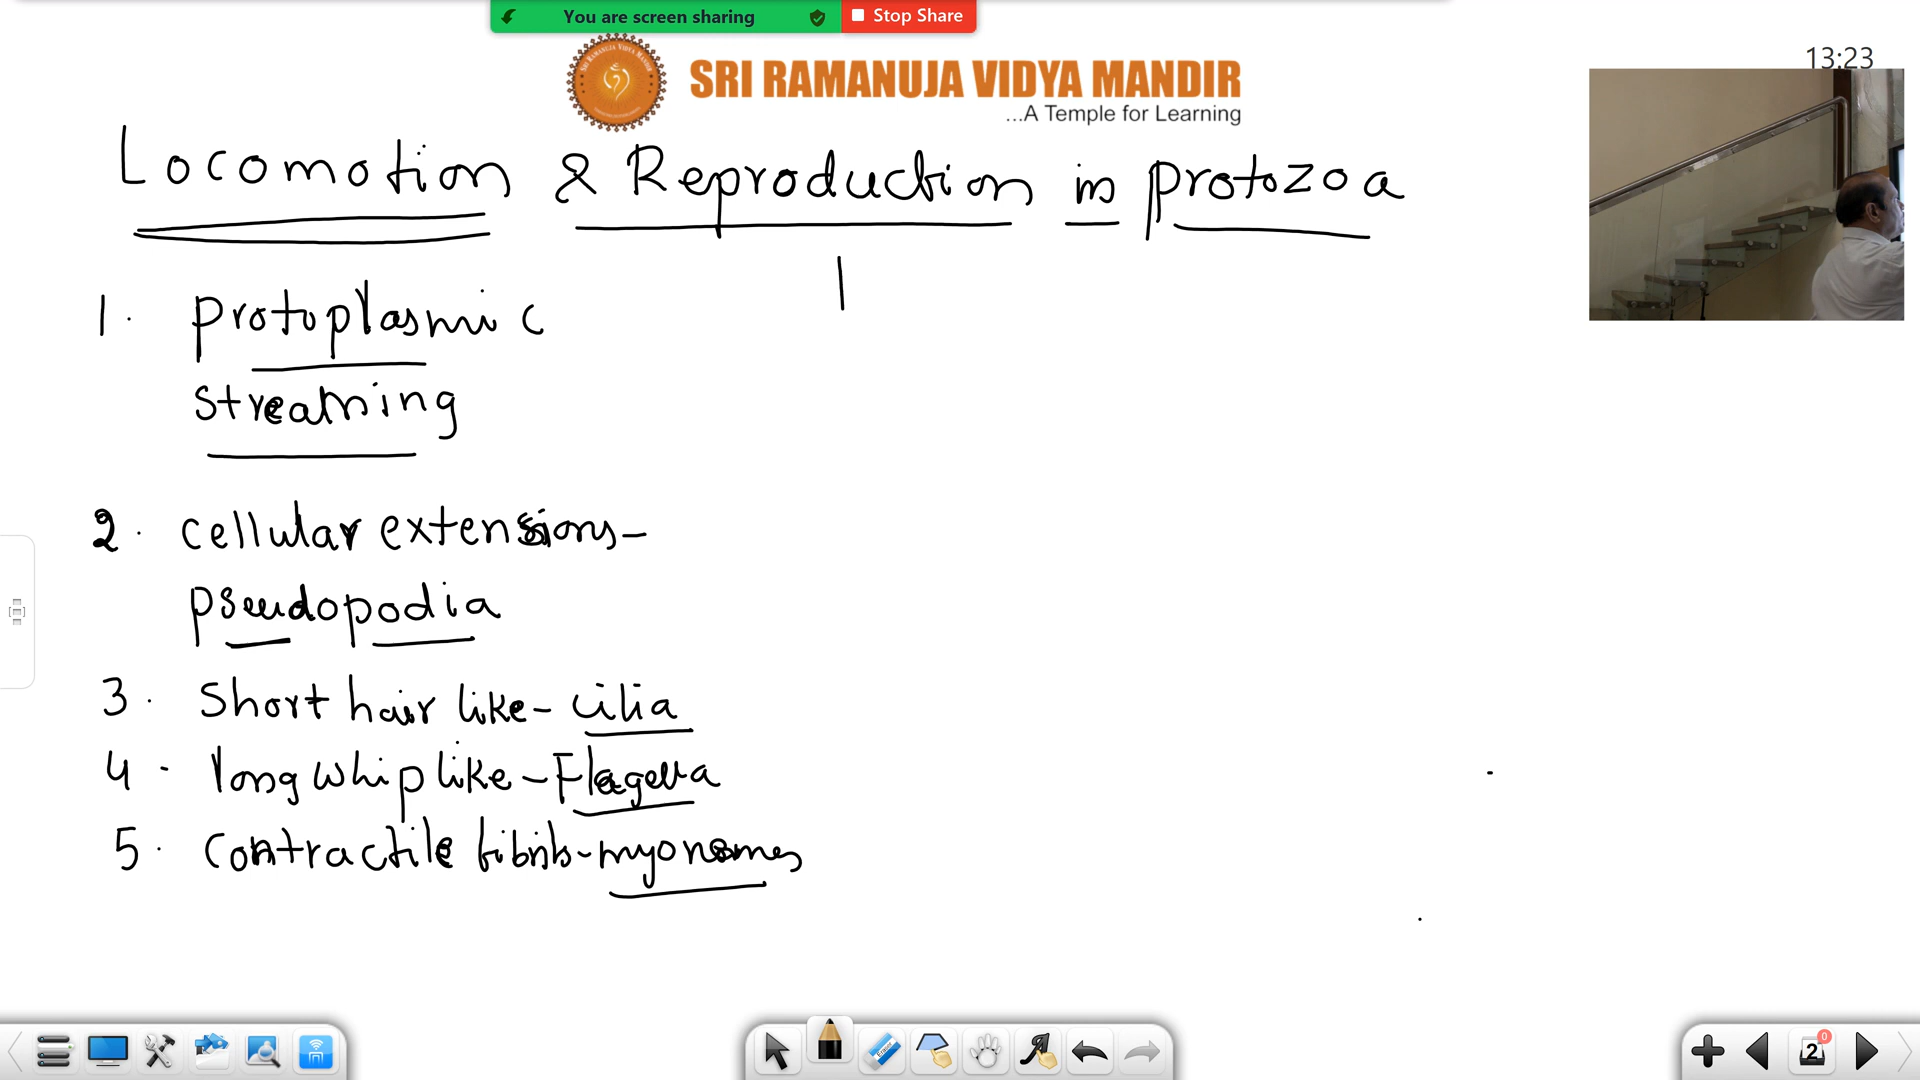 You are screen sharing
Stop Share
SRI RAMANUJA VIDYA MANDIR
...A Temple for Learning
13:23
Locomotion & Reproduction in protozoa
1. protoplasmic
streaming
2. cellular extensions-
pseudopodia
3. Short hair like - cilia
4. long whip like - Flagella
5. Contractile fibrils - myonemes
2
0